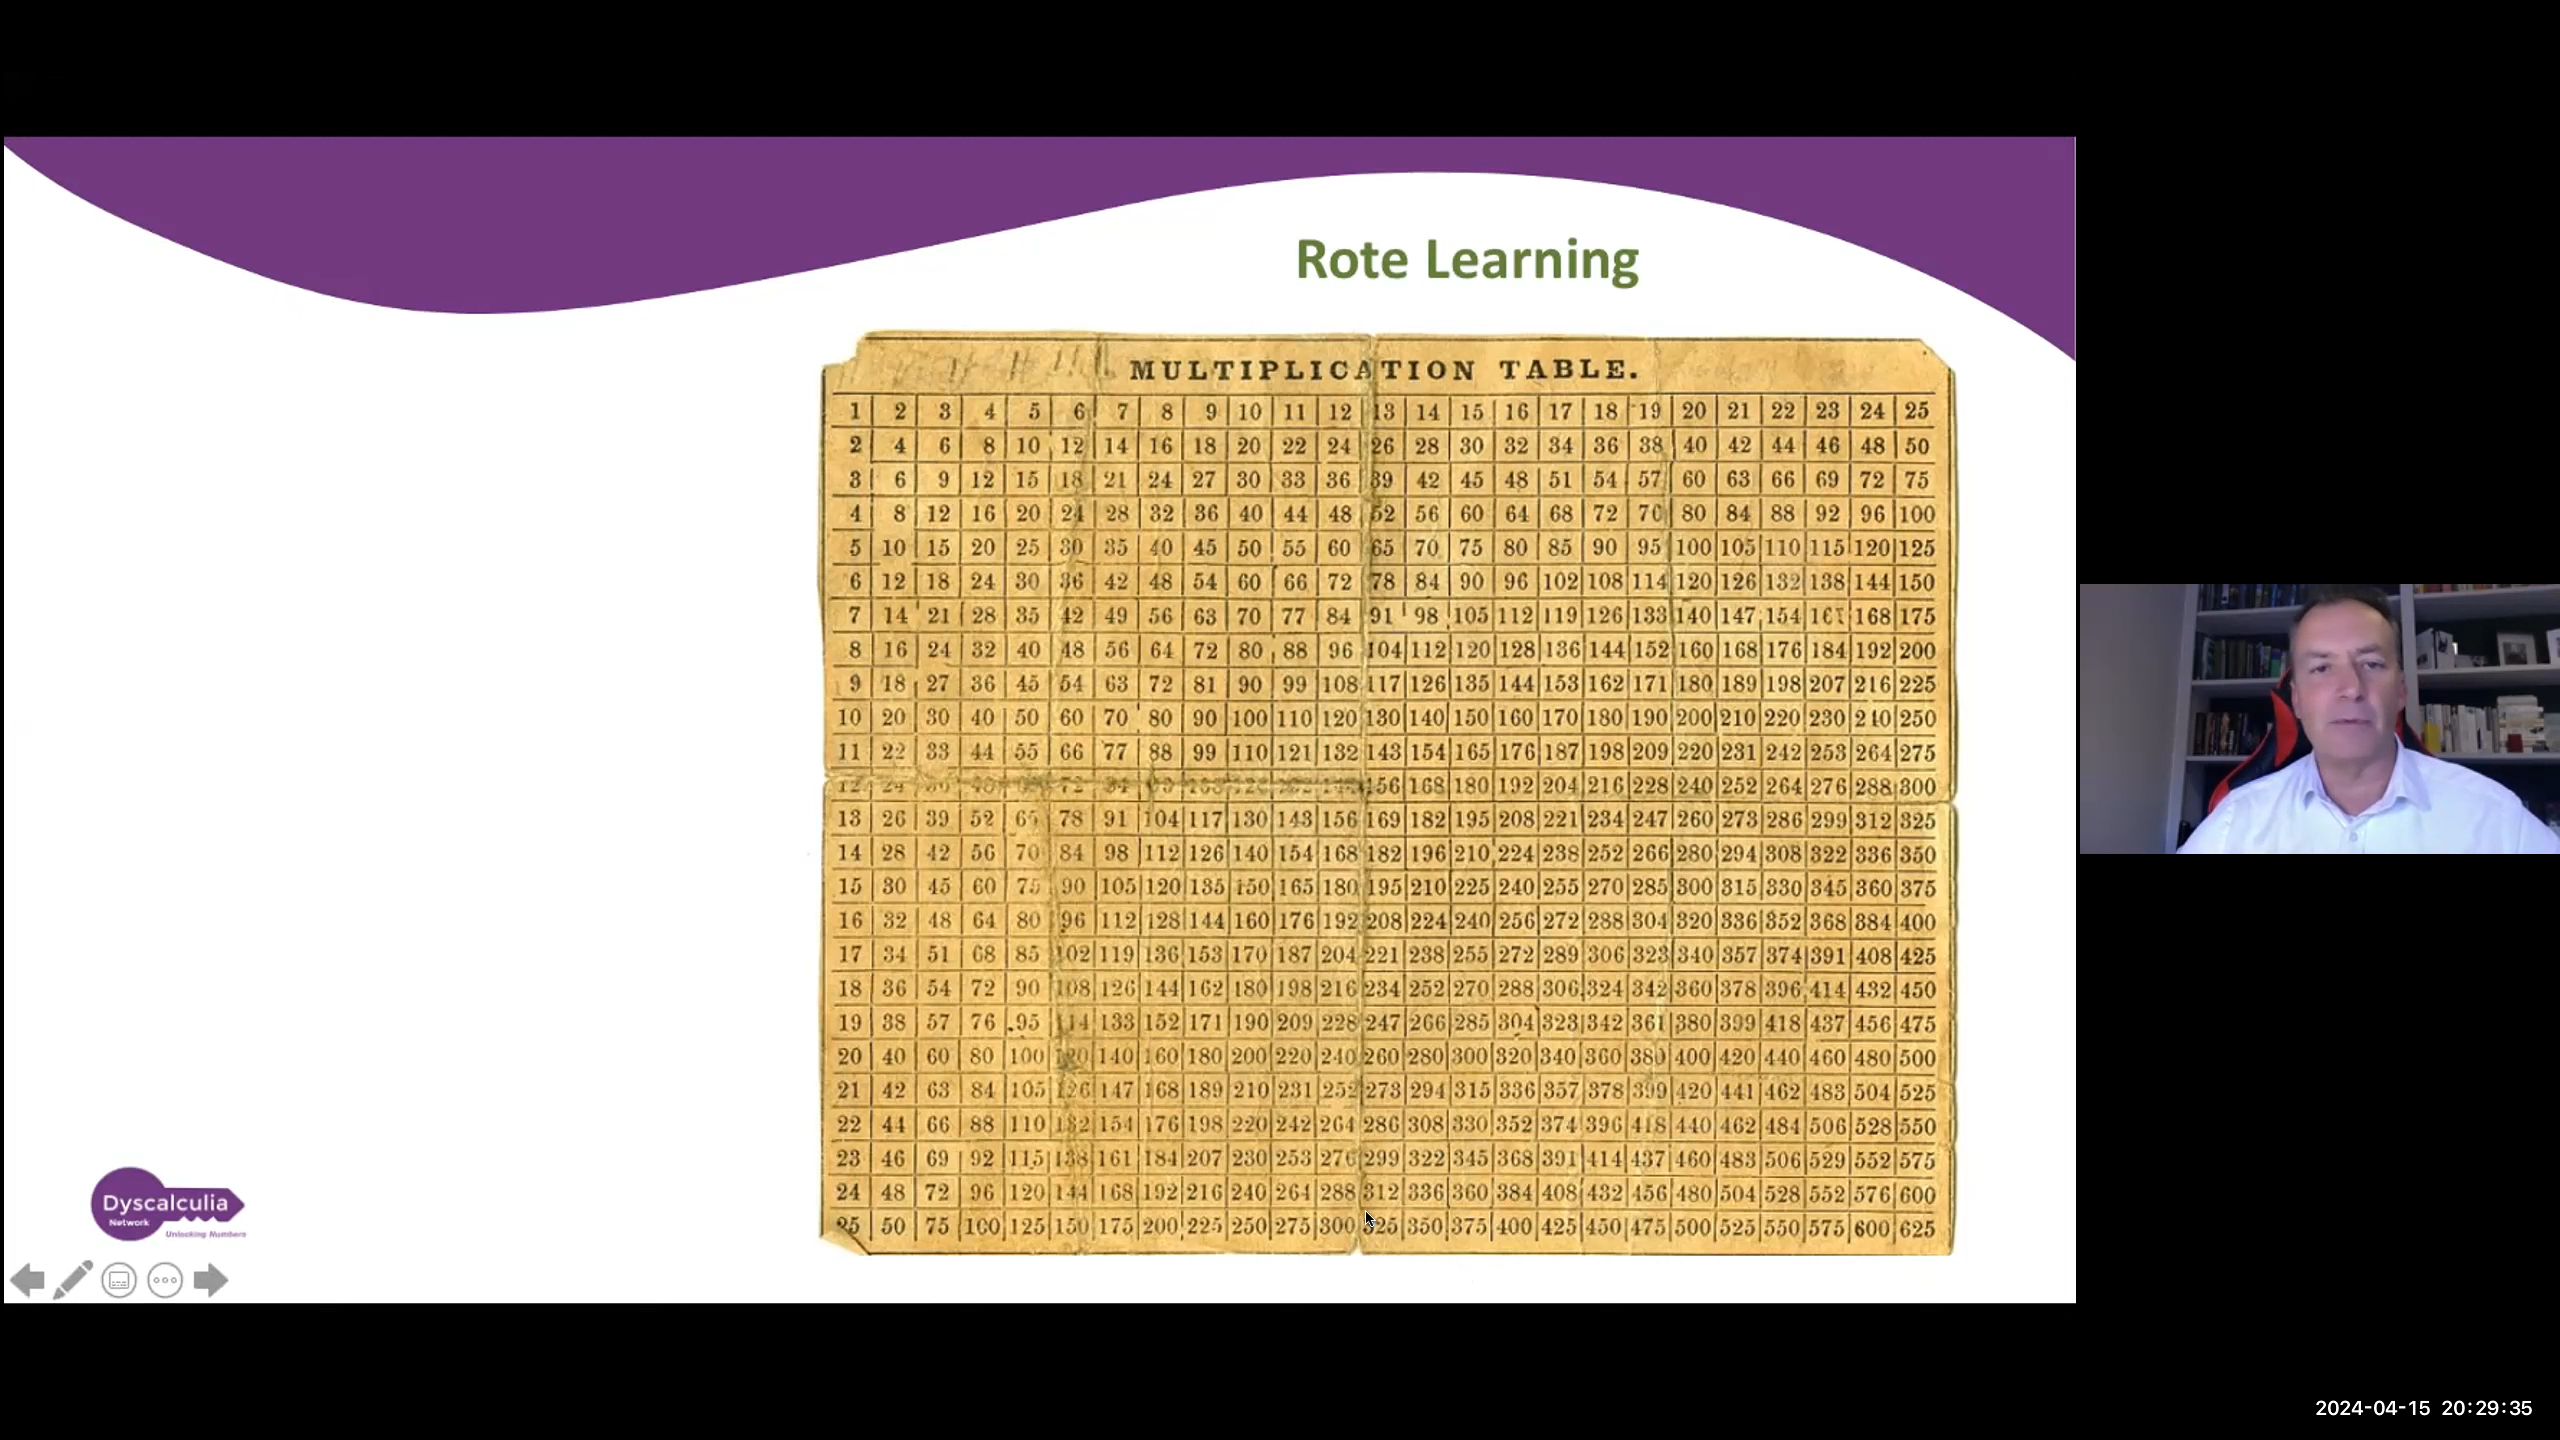 Rote Learning
MULTIPLICATION TABLE.
1 2 3 4 5 6 7 8 9 10 11 12 13 14 15 16 17 18 19 20 21 22 23 24 25
2 4 6 8 10 12 14 16 18 20 22 24 26 28 30 32 34 36 38 40 42 44 46 48 50
3 6 9 12 15 18 21 24 27 30 33 36 39 42 45 48 51 54 57 60 63 66 69 72 75
4 8 12 16 20 24 28 32 36 40 44 48 52 56 60 64 68 72 76 80 84 88 92 96 100
5 10 15 20 25 30 35 40 45 50 55 60 65 70 75 80 85 90 95 100 105 110 115 120 125
6 12 18 24 30 36 42 48 54 60 66 72 78 84 90 96 102 108 114 120 126 132 138 144 150
7 14 21 28 35 42 49 56 63 70 77 84 91 98 105 112 119 126 133 140 147 154 161 168 175
8 16 24 32 40 48 56 64 72 80 88 96 104 112 120 128 136 144 152 160 168 176 184 192 200
9 18 27 36 45 54 63 72 81 90 99 108 117 126 135 144 153 162 171 180 189 198 207 216 225
10 20 30 40 50 60 70 80 90 100 110 120 130 140 150 160 170 180 190 200 210 220 230 240 250
11 22 33 44 55 66 77 88 99 110 121 132 143 154 165 176 187 198 209 220 231 242 253 264 275
12 24 72 156 168 180 192 204 216 228 240 252 264 276 288 300
13 26 39 52 65 78 91 104 117 130 143 156 169 182 195 208 221 234 247 260 273 286 299 312 325
14 28 42 56 70 84 98 112 126 140 154 168 182 196 210 224 238 252 266 280 294 308 322 336 350
15 30 45 60 75 90 105 120 135 150 165 180 195 210 225 240 255 270 285 300 315 330 345 360 375
16 32 48 64 80 96 112 128 144 160 176 192 208 224 240 256 272 288 304 320 336 352 368 384 400
17 34 51 68 85 102 119 136 153 170 187 204 221 238 255 272 289 306 323 340 357 374 391 408 425
18 36 54 72 90 108 126 144 162 180 198 216 234 252 270 288 306 324 342 360 378 396 414 432 450
19 38 57 76 95 114 133 152 171 190 209 228 247 266 285 304 323 342 361 380 399 418 437 456 475
20 40 60 80 100 120 140 160 180 200 220 240 260 280 300 320 340 360 380 400 420 440 460 480 500
21 42 63 84 105 126 147 168 189 210 231 252 273 294 315 336 357 378 399 420 441 462 483 504 525
22 44 66 88 110 132 154 176 198 220 242 264 286 308 330 352 374 396 418 440 462 484 506 528 550
23 46 69 92 115 138 161 184 207 230 253 276 299 322 345 368 391 414 437 460 483 506 529 552 575
24 48 72 96 120 144 168 192 216 240 264 288 312 336 360 384 408 432 456 480 504 528 552 576 600
25 50 75 100 125 150 175 200 225 250 275 300 325 350 375 400 425 450 475 500 525 550 575 600 625
Dyscalculia
Network
Unlocking Numbers
2024-04-15 20:29:35